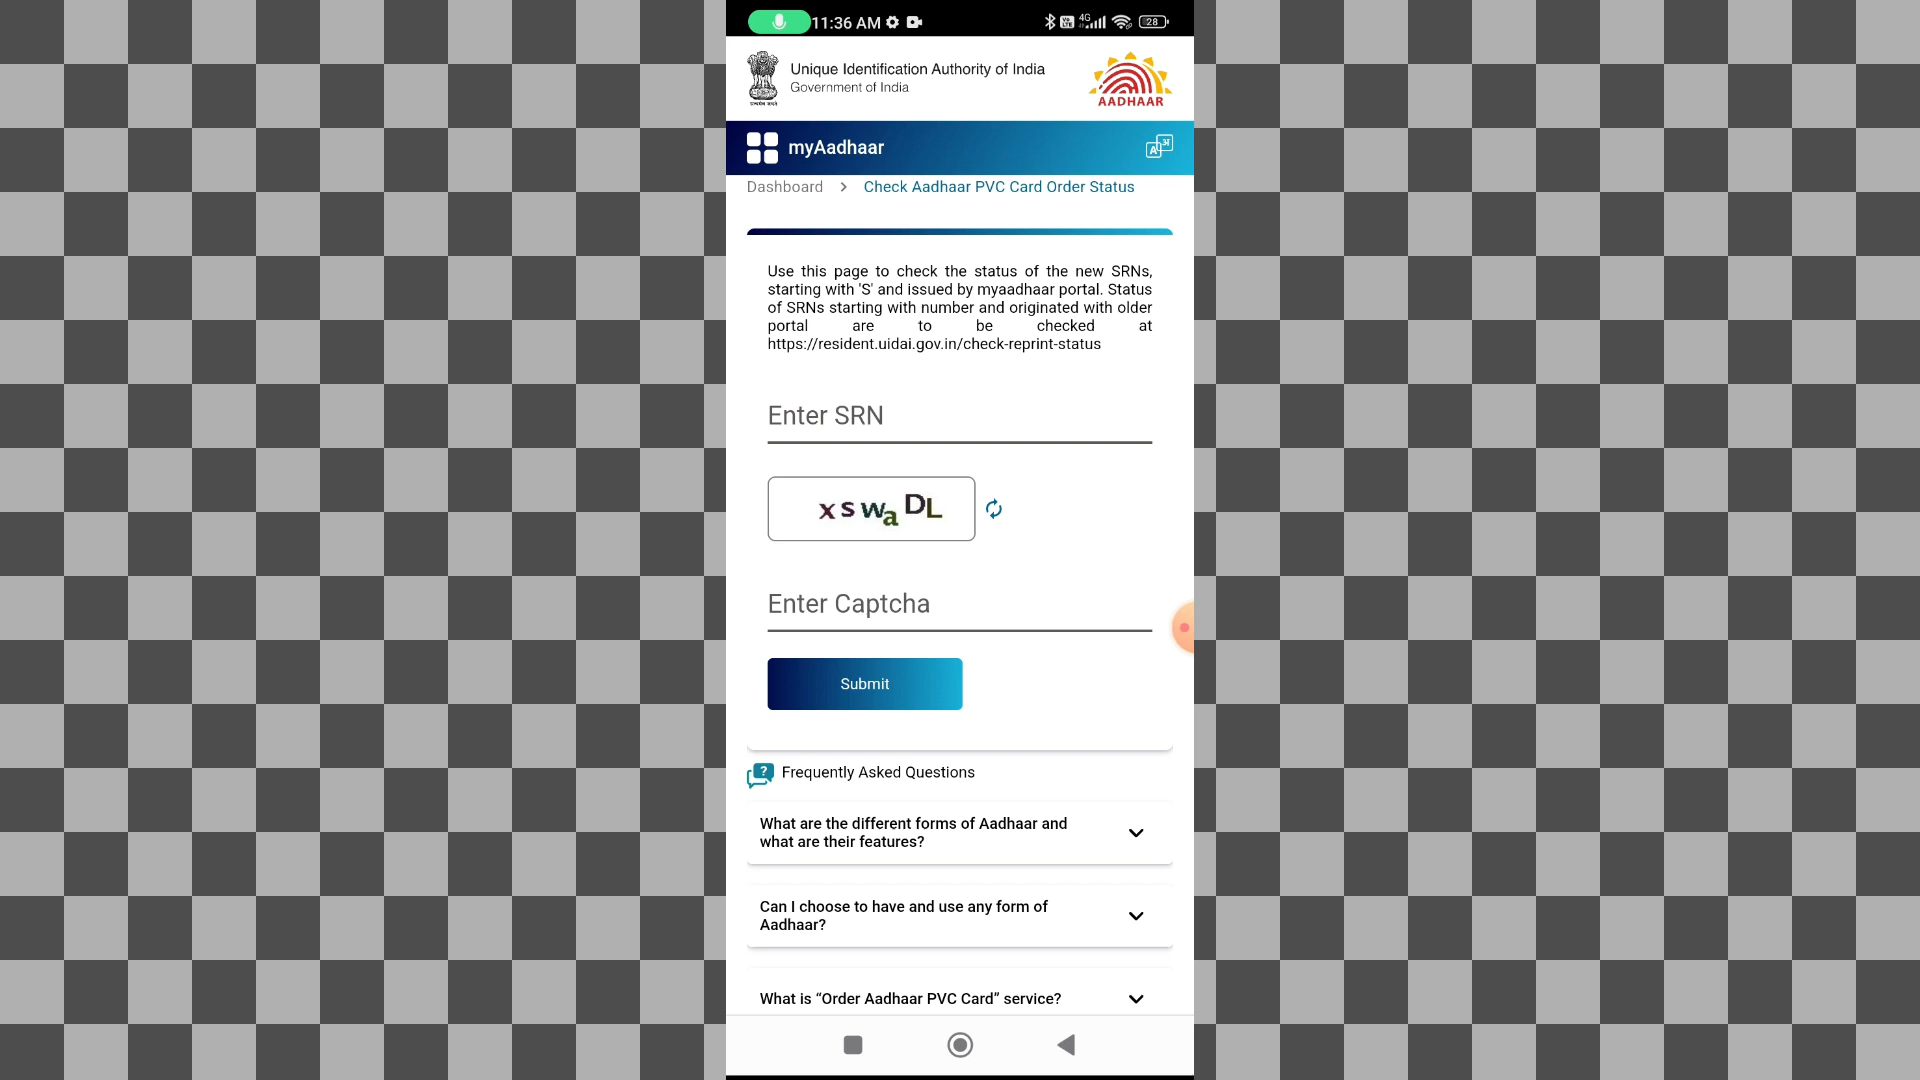 11:36 AM
4G
28
Unique Identification Authority of India
Government of India
AADHAAR
myAadhaar
Dashboard > Check Aadhaar PVC Card Order Status
Use this page to check the status of the new SRNs,
starting with 'S' and issued by myaadhaar portal. Status
of SRNs starting with number and originated with older
portal are to be checked at
https://resident.uidai.gov.in/check-reprint-status
Enter SRN
xswaDL
Enter Captcha
Submit
Frequently Asked Questions
What are the different forms of Aadhaar and
what are their features?
Can I choose to have and use any form of
Aadhaar?
What is “Order Aadhaar PVC Card” service?